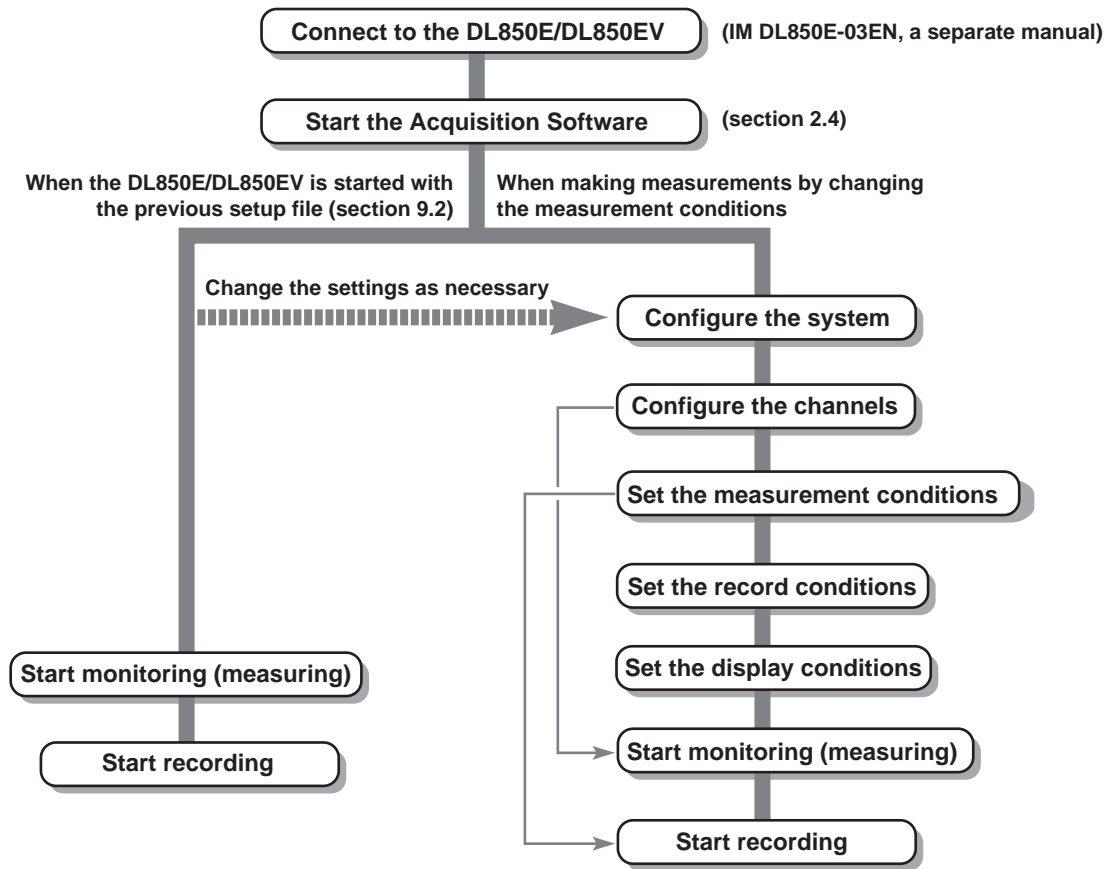 Connect to the DL850E/DL850EV
(IM DL850E-03EN, a separate manual)
Start the Acquisition Software
(section 2.4)
When the DL850E/DL850EV is started with
the previous setup file (section 9.2)
When making measurements by changing
the measurement conditions
Change the settings as necessary
Configure the system
Configure the channels
Set the measurement conditions
Set the record conditions
Set the display conditions
Start monitoring (measuring)
Start recording
Start monitoring (measuring)
Start recording